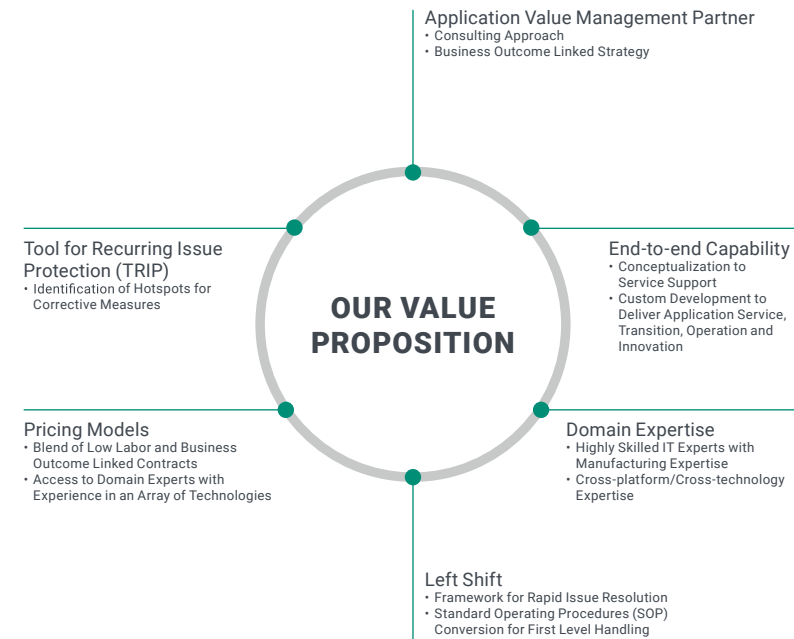 Application Value Management Partner
• Consulting Approach
• Business Outcome Linked Strategy
Tool for Recurring Issue
Protection (TRIP)
• Identification of Hotspots for
Corrective Measures
End-to-end Capability
• Conceptualization to
Service Support
• Custom Development to
Deliver Application Service,
Transition, Operation and
Innovation
OUR VALUE
PROPOSITION
Pricing Models
• Blend of Low Labor and Business
Outcome Linked Contracts
• Access to Domain Experts with
Experience in an Array of Technologies
Domain Expertise
• Highly Skilled IT Experts with
Manufacturing Expertise
• Cross-platform/Cross-technology
Expertise
Left Shift
• Framework for Rapid Issue Resolution
• Standard Operating Procedures (SOP)
Conversion for First Level Handling